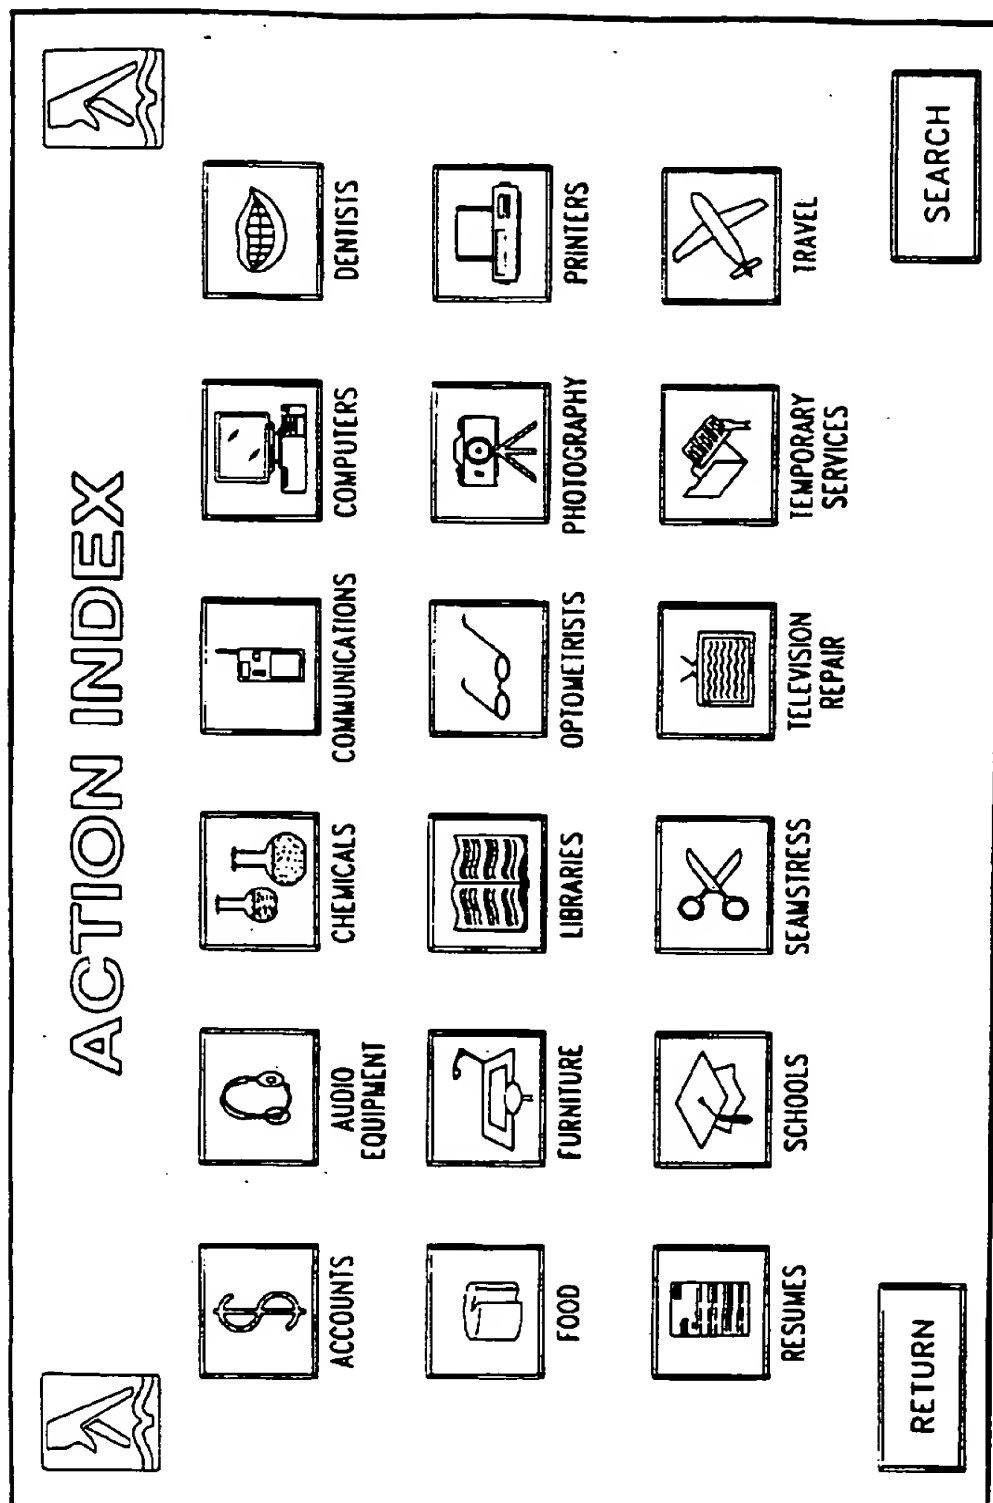 ACTION INDEX
ACCOUNTS
AUDIO
EQUIPMENT
CHEMICALS
COMMUNICATIONS
COMPUTERS
DENTISTS
FOOD
FURNITURE
LIBRARIES
OPTOMETRISTS
PHOTOGRAPHY
PRINTERS
RESUMES
SCHOOLS
SEAMSTRESS
TELEVISION
REPAIR
TEMPORARY
SERVICES
TRAVEL
RETURN
SEARCH